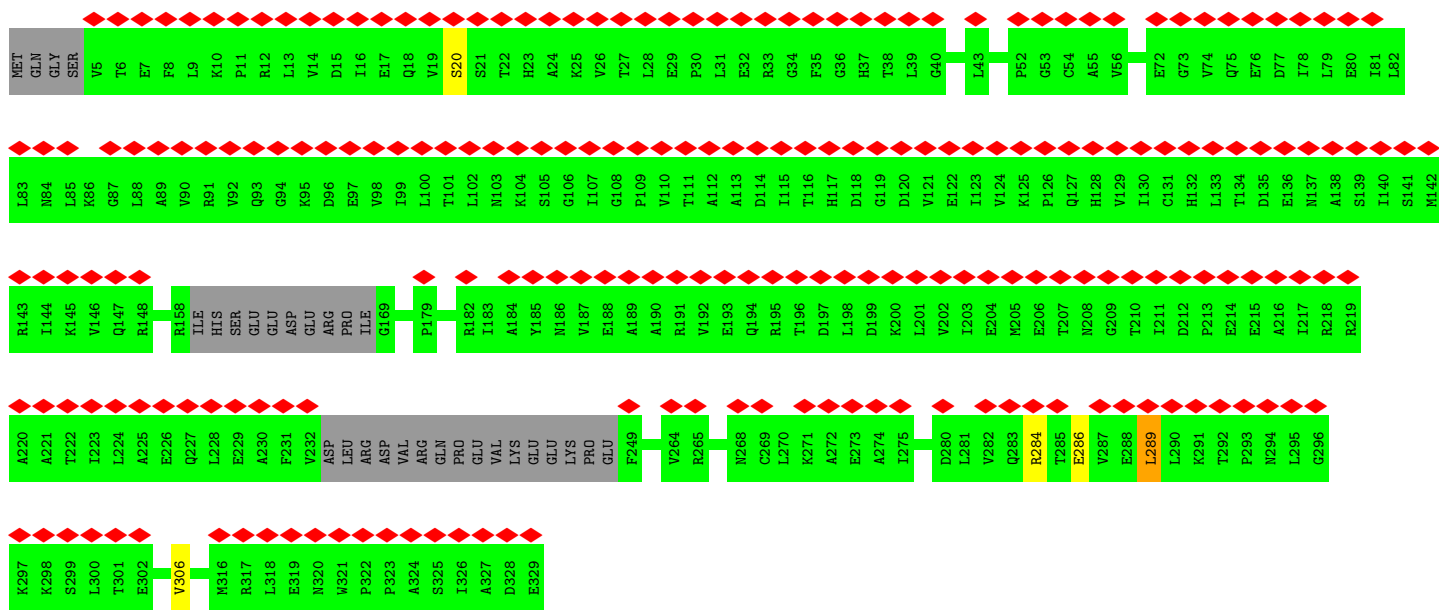 MET GLN GLY SER V5 T6 E7 F8 L9 K10 P11 R12 L13 V14 D15 I16 E17 Q18 V19 S20 S21 T22 H23 A24 K25 V26 T27 L28 E29 P30 L31 E32 R33 G34 F35 G36 H37 T38 L39 G40 L43 P52 G53 C54 A55 V56 E72 G73 V74 Q75 E76 D77 I78 L79 E80 I81 L82
L83 N84 L85 K86 G87 L88 A89 V90 R91 V92 Q93 G94 K95 D96 E97 V98 I99 L100 T101 L102 N103 K104 S105 G106 I107 G108 P109 V110 T111 A112 A113 D114 I115 T116 H117 D118 G119 D120 V121 E122 I123 V124 K125 P126 Q127 H128 V129 I130 C131 H132 L133 T134 D135 E136 N137 A138 S139 I140 S141 M142
R143 I144 K145 V146 Q147 R148 R158 ILE HIS SER GLU GLU ASP GLU ARG PRO ILE G169 P179 R182 I183 A184 Y185 N186 V187 E188 A189 A190 R191 V192 E193 Q194 R195 T196 D197 L198 D199 K200 L201 V202 I203 E204 M205 E206 T207 N208 G209 T210 I211 D212 P213 E214 E215 A216 I217 R218 R219
A220 A221 T222 I223 L224 A225 E226 Q227 L228 E229 A230 F231 V232 ASP LEU ARG ASP VAL ARG GLN PRO GLU VAL LYS GLU GLU LYS PRO GLU F249 V264 R265 N268 C269 L270 K271 A272 E273 A274 I275 D280 L281 V282 Q283 R284 T285 E286 V287 E288 L289 L290 K291 T292 P293 N294 L295 G296
K297 K298 S299 L300 T301 E302 V306 M316 R317 L318 E319 N320 W321 P322 P323 A324 S325 I326 A327 D328 E329